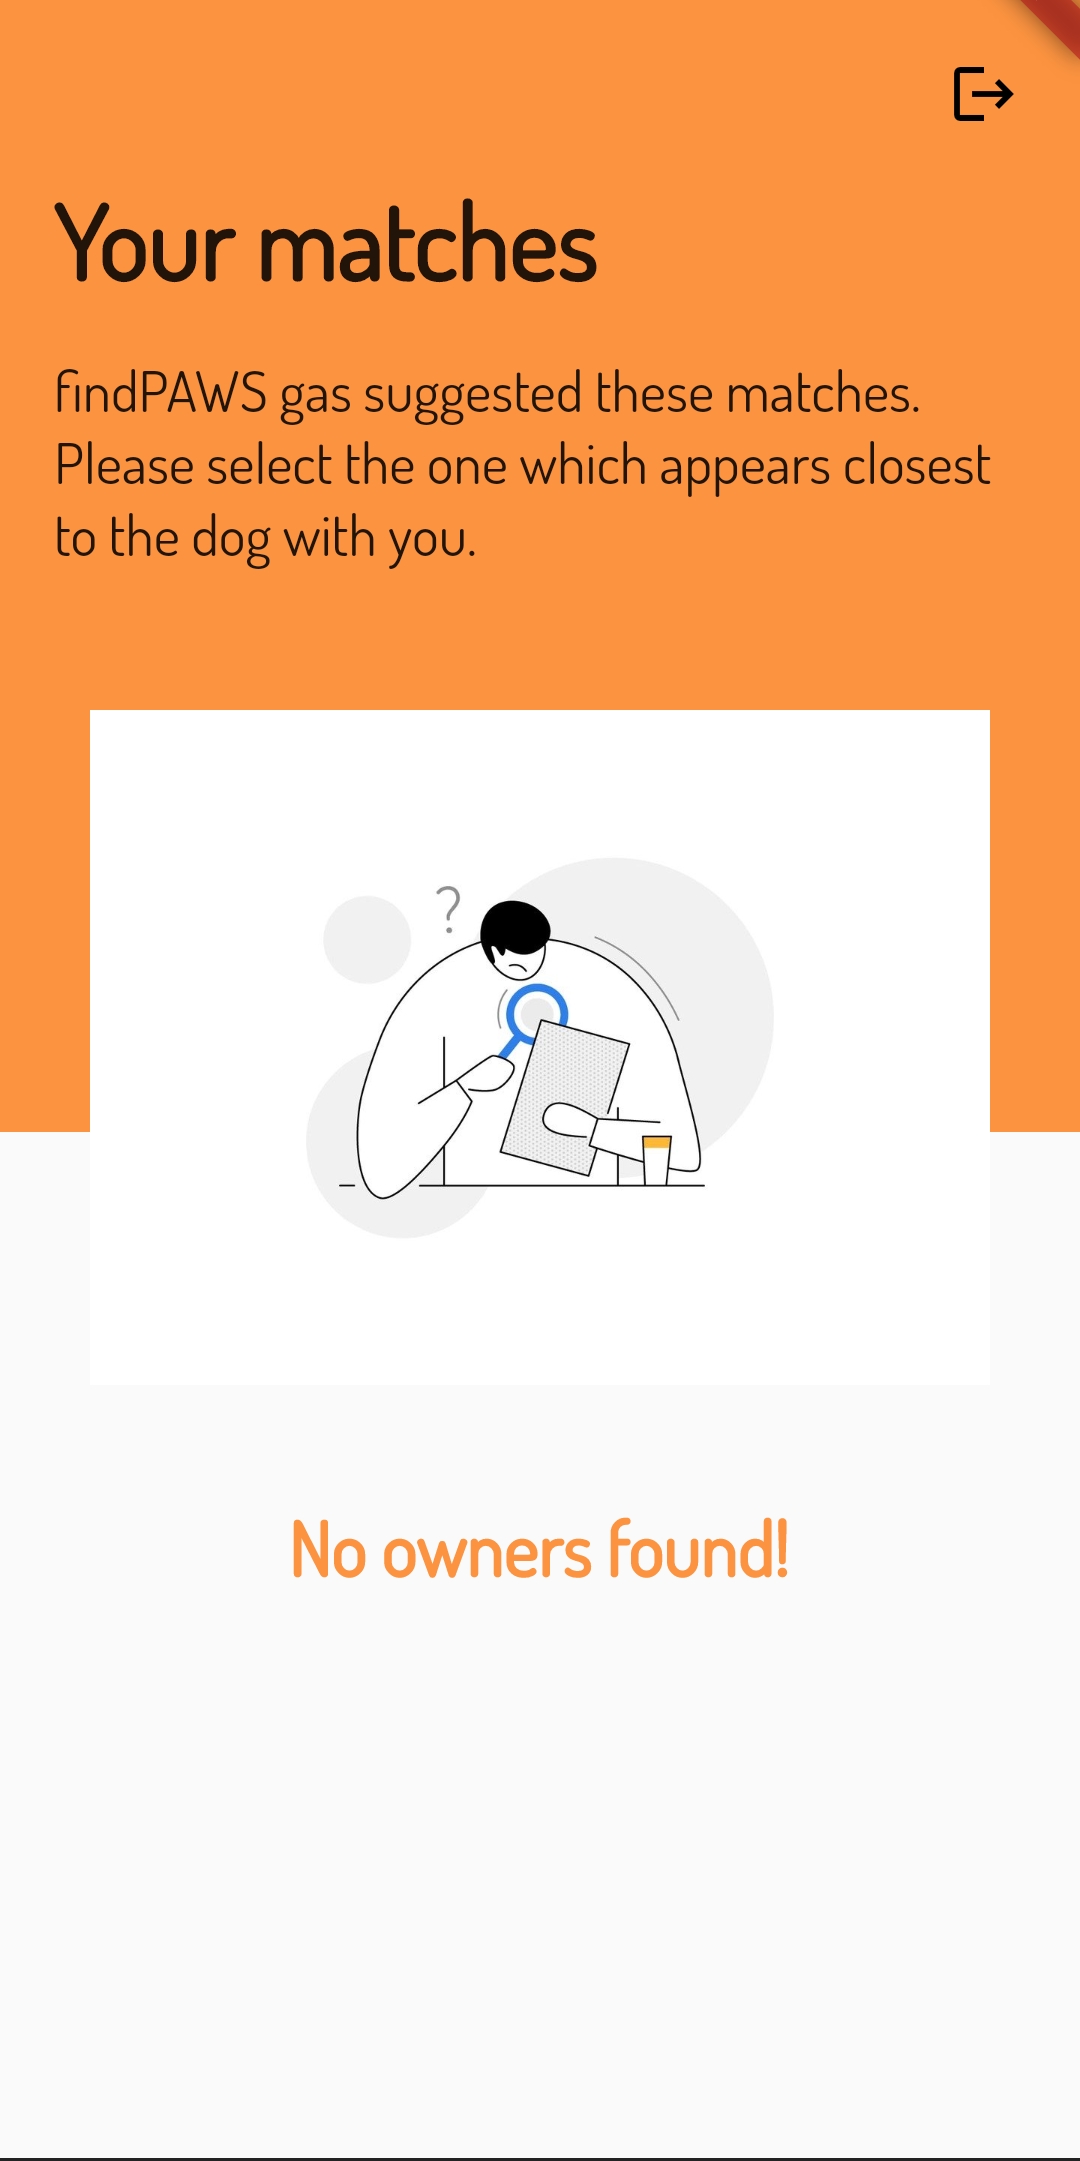 Your matches
findPAWS gas suggested these matches.
Please select the one which appears closest
to the dog with you.
?
No owners found!